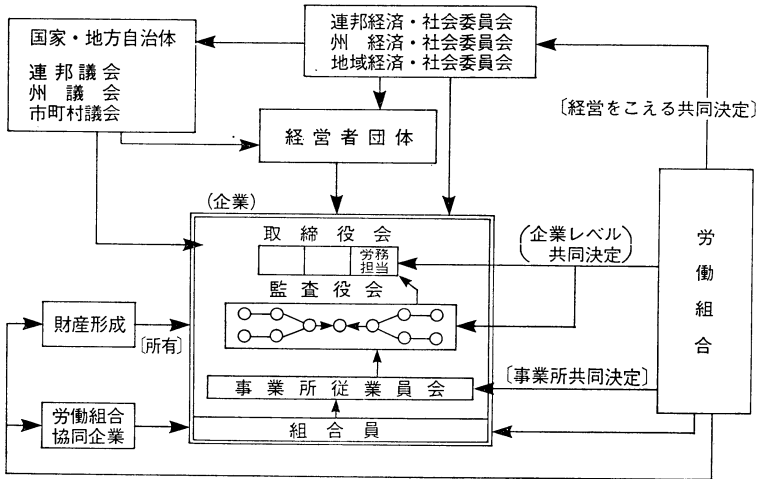 連邦経済・社会委員会
州 経済・社会委員会
地域経済・社会委員会
国家・地方自治体
連邦議会
州議会
市町村議会
経営者団体
〔経営をこえる共同決定〕
(企業)
取締役会
労務
担当
監査役会
(企業レベル
共同決定)
労働組合
財産形成
〔所有〕
〔事業所共同決定〕
事業所従業員会
労働組合
協同企業
組合員